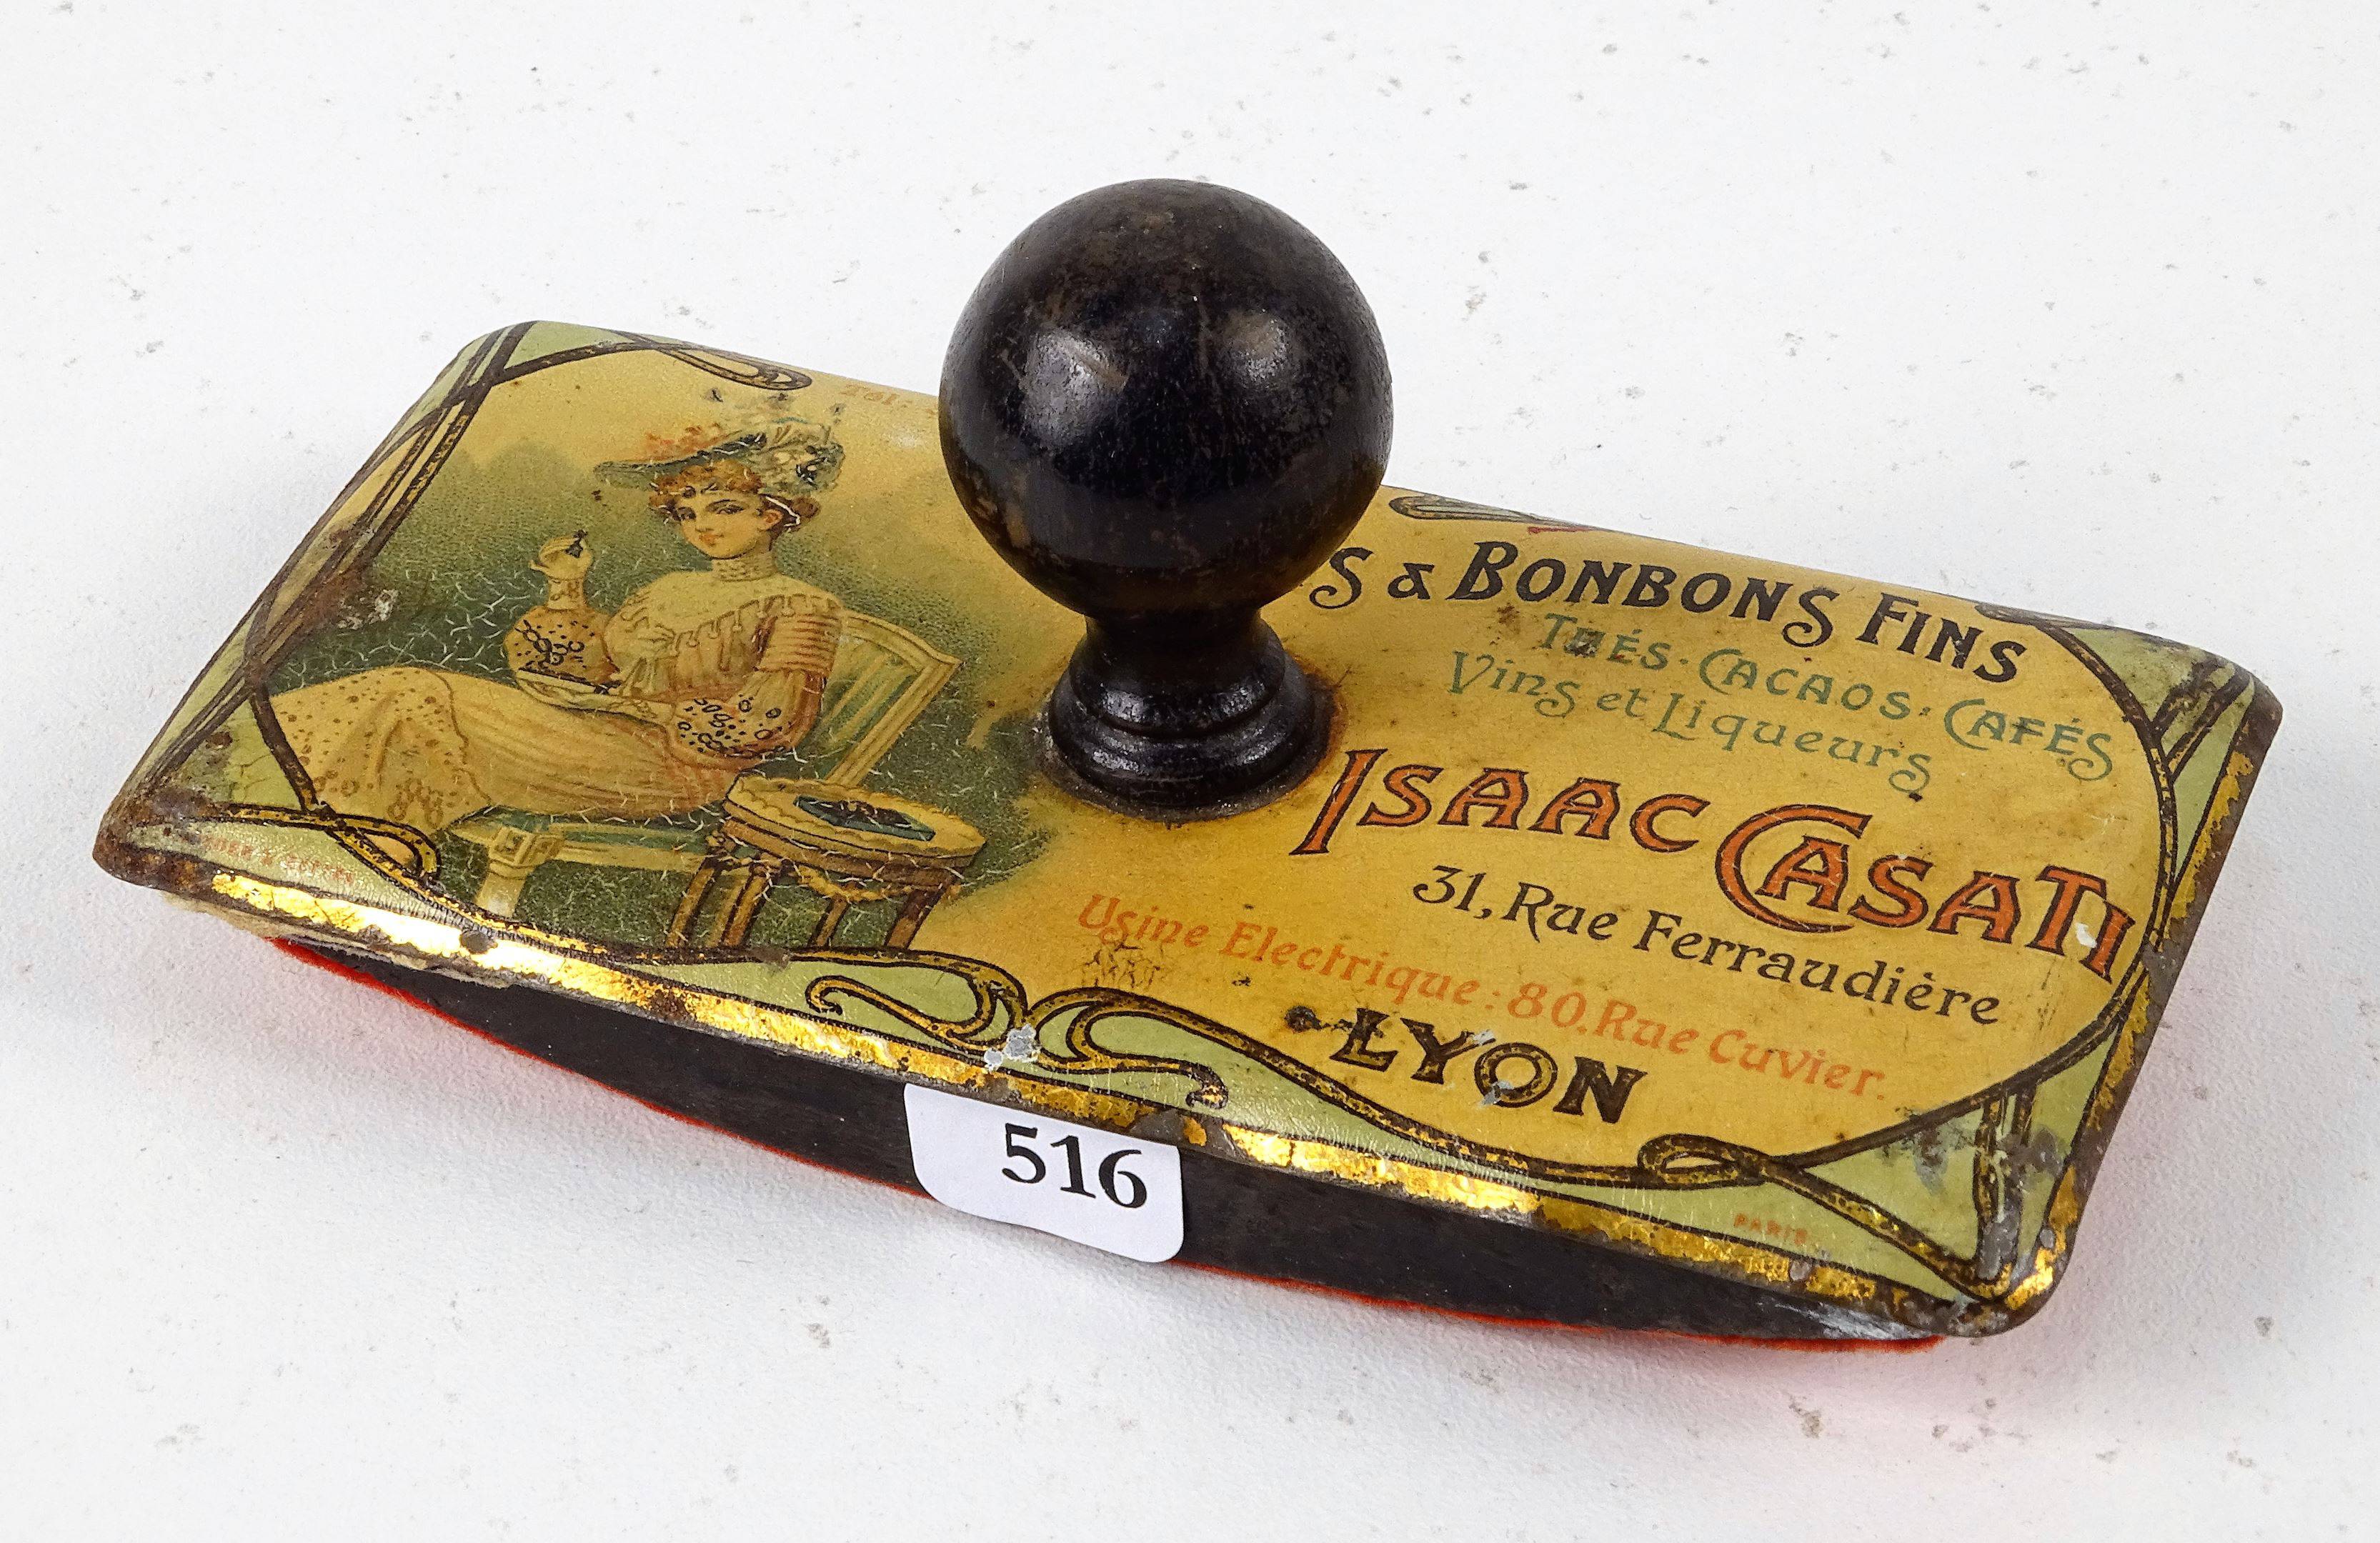 Tél:
S & BONBONS FINS
THÉS · CACAOS · CAFÉS
Vins et Liqueurs
ISAAC CASATI
31, Rue Ferraudière
Usine Electrique : 80. Rue Cuvier.
LYON
PARIS
516